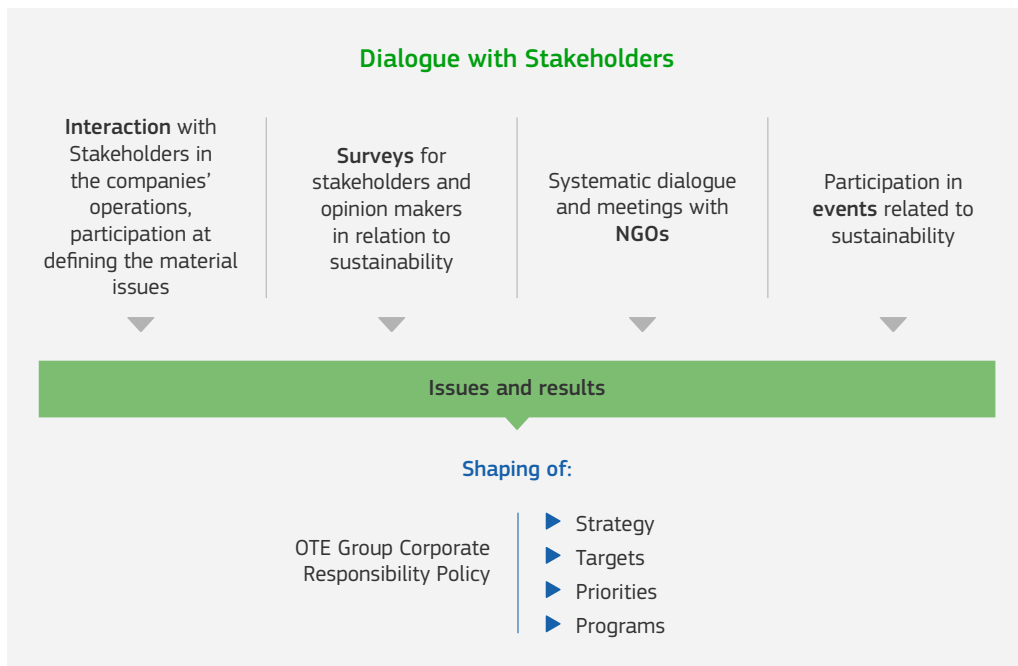 Dialogue with Stakeholders
Interaction with
Stakeholders in
the companies’
operations,
participation at
defining the material
issues
Surveys for
stakeholders and
opinion makers
in relation to
sustainability
Systematic dialogue
and meetings with
NGOs
Participation in
events related to
sustainability
Issues and results
Shaping of:
OTE Group Corporate
Responsibility Policy
Strategy
Targets
Priorities
Programs